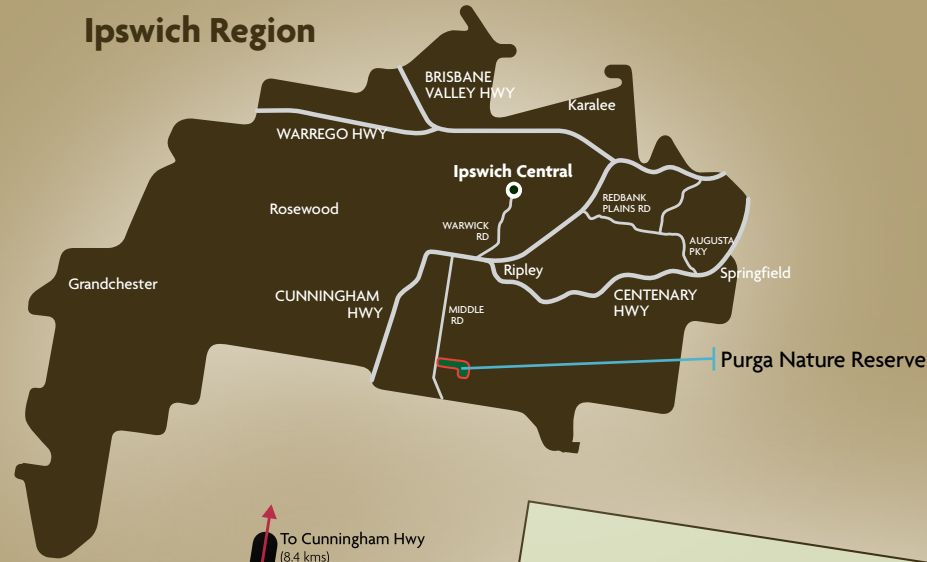 Ipswich Region
BRISBANE
VALLEY HWY
Karalee
WARREGO HWY
Ipswich Central
REDBANK
PLAINS RD
Rosewood
WARWICK
RD
AUGUSTA
PKY
Ripley
Springfield
Grandchester
CUNNINGHAM
HWY
CENTENARY
HWY
MIDDLE
RD
Purga Nature Reserve
To Cunningham Hwy
(8.4 kms)